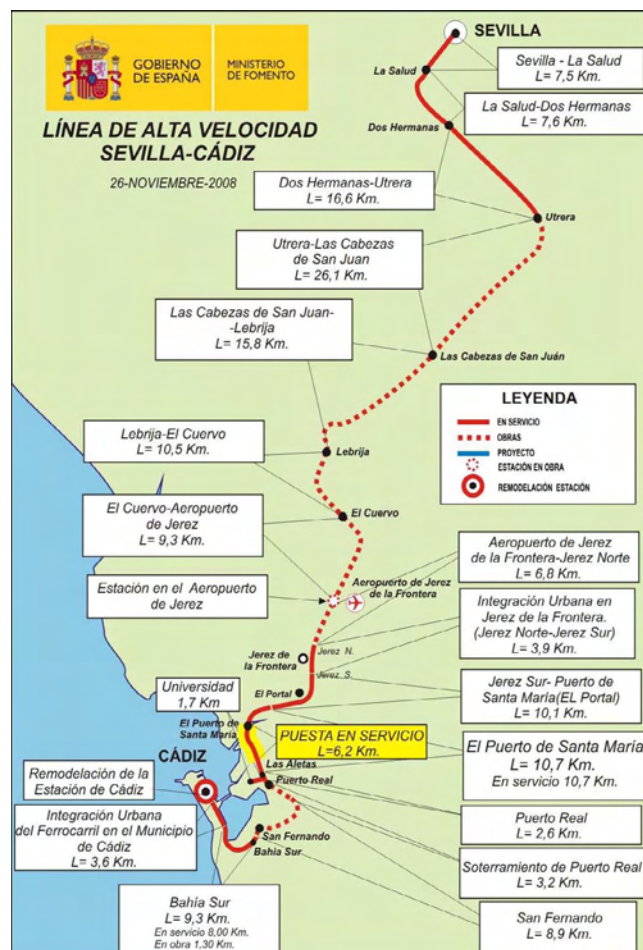 GOBIERNO
DE ESPAÑA
MINISTERIO
DE FOMENTO
LÍNEA DE ALTA VELOCIDAD
SEVILLA-CÁDIZ
26-NOVIEMBRE-2008
SEVILLA
La Salud
Dos Hermanas
Utrera
Las Cabezas de San Juán
Lebrija
El Cuervo
Aeropuerto de Jerez
de la Frontera
Jerez N.
Jerez de
la Frontera
Jerez S.
El Portal
El Puerto de
Santa María
Las Aletas
Puerto Real
CÁDIZ
San Fernando
Bahía Sur
Sevilla - La Salud
L= 7,5 Km.
La Salud-Dos Hermanas
L= 7,6 Km.
Dos Hermanas-Utrera
L= 16,6 Km.
Utrera-Las Cabezas
de San Juan
L= 26,1 Km.
Las Cabezas de San Juan-
-Lebrija
L= 15,8 Km.
Lebrija-El Cuervo
L= 10,5 Km.
El Cuervo-Aeropuerto
de Jerez
L= 9,3 Km.
Estación en el Aeropuerto
de Jerez
LEYENDA
EN SERVICIO
OBRAS
PROYECTO
ESTACIÓN EN OBRA
REMODELACIÓN ESTACIÓN
Aeropuerto de Jerez
de la Frontera-Jerez Norte
L= 6,8 Km.
Integración Urbana en
Jerez de la Frontera.
(Jerez Norte-Jerez Sur)
L= 3,9 Km.
Jerez Sur- Puerto de
Santa María(EL Portal)
L= 10,1 Km.
Universidad
1,7 Km
PUESTA EN SERVICIO
L=6,2 Km.
El Puerto de Santa María
L= 10,7 Km.
En servicio 10,7 Km.
Remodelación de la
Estación de Cádiz
Integración Urbana
del Ferrocarril en el Municipio
de Cádiz
L= 3,6 Km.
Puerto Real
L= 2,6 Km.
Soterramiento de Puerto Real
L= 3,2 Km.
Bahía Sur
L= 9,3 Km.
En servicio 8,00 Km.
En obra 1,30 Km.
San Fernando
L= 8,9 Km.